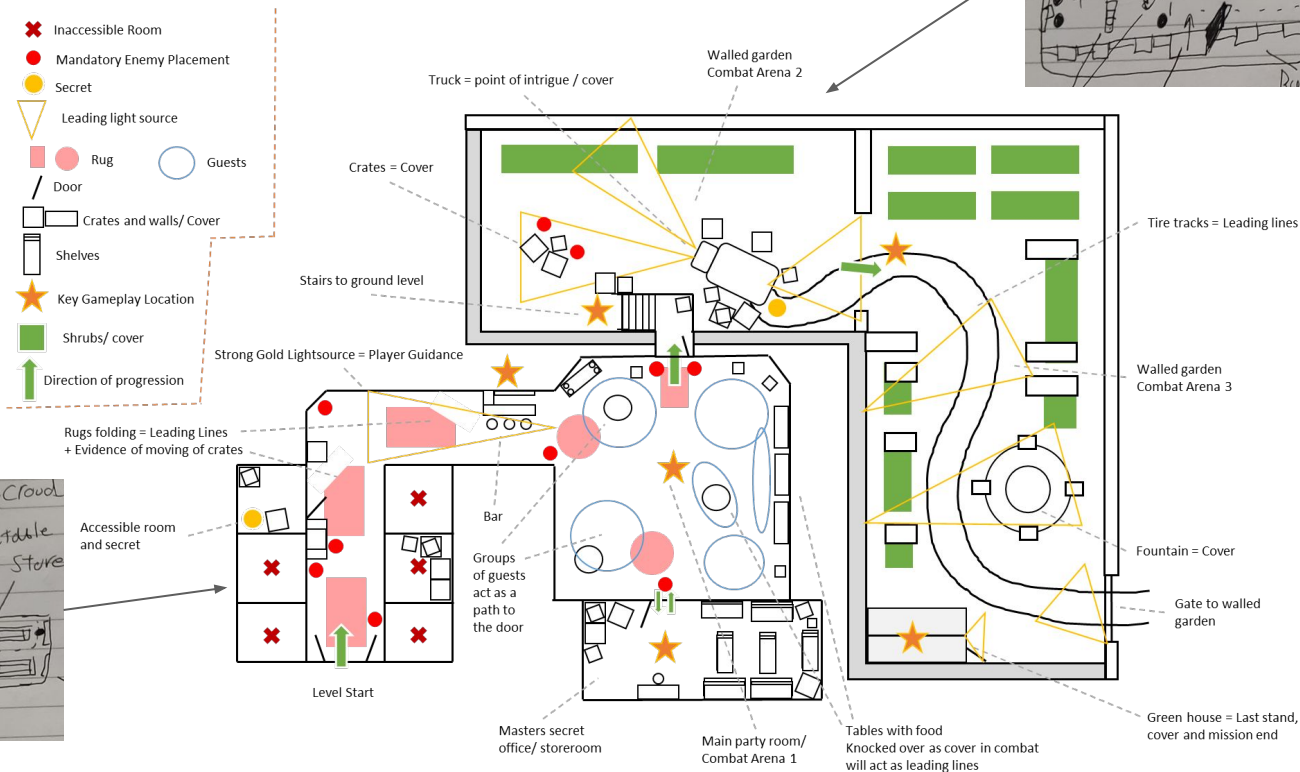 Inaccessible Room
Mandatory Enemy Placement
Secret
Leading light source
Rug
Guests
Door
Crates and walls/ Cover
Shelves
Key Gameplay Location
Shrubs/ cover
Direction of progression
Walled garden
Combat Arena 2
Truck = point of intrigue / cover
Crates = Cover
Tire tracks = Leading lines
Stairs to ground level
Strong Gold Lightsource = Player Guidance
Walled garden
Combat Arena 3
Rugs folding = Leading Lines
+ Evidence of moving of crates
Croud
Store
Accessible room
and secret
Bar
Groups
of guests
act as a
path to
the door
Fountain = Cover
Gate to walled
garden
Level Start
Masters secret
office/ storeroom
Main party room/
Combat Arena 1
Tables with food
Knocked over as cover in combat
will act as leading lines
Green house = Last stand,
cover and mission end